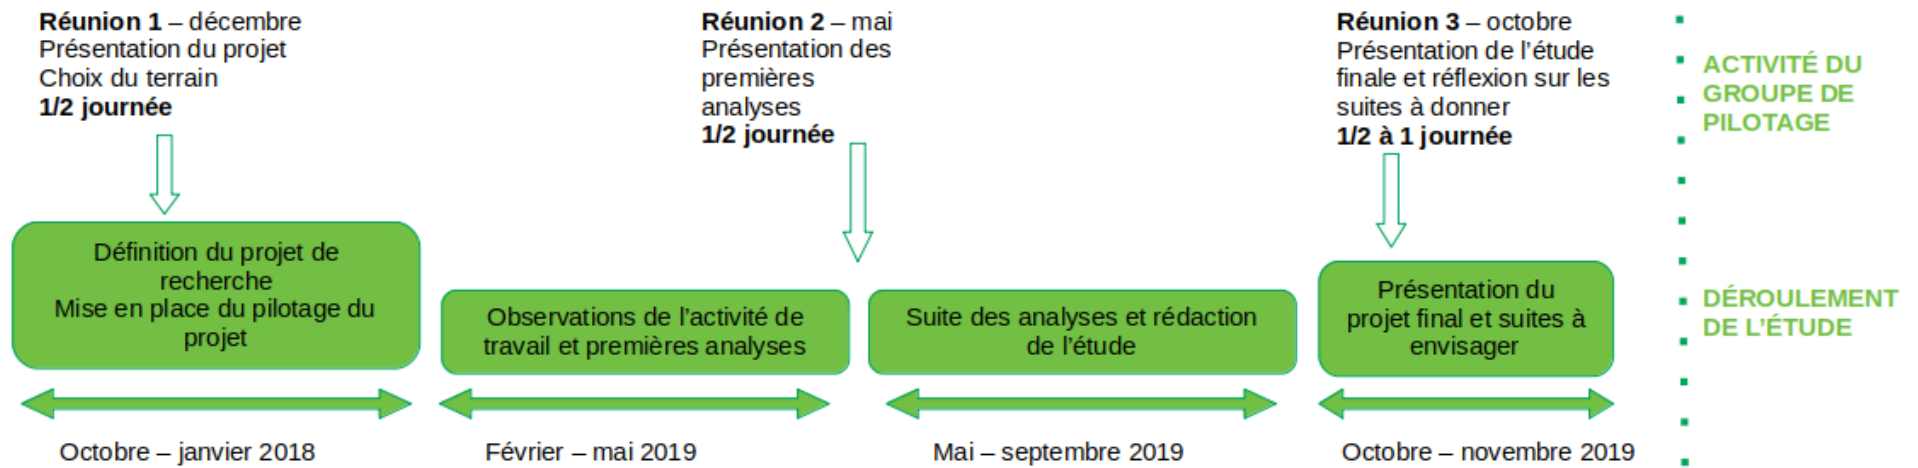 Réunion 1 – décembre
Présentation du projet
Choix du terrain
1/2 journée
Réunion 2 – mai
Présentation des
premières
analyses
1/2 journée
Réunion 3 – octobre
Présentation de l’étude
finale et réflexion sur les
suites à donner
1/2 à 1 journée
ACTIVITÉ DU
GROUPE DE
PILOTAGE
Définition du projet de
recherche
Mise en place du pilotage du
projet
Observations de l’activité de
travail et premières analyses
Suite des analyses et rédaction
de l’étude
Présentation du
projet final et suites à
envisager
DÉROULEMENT
DE L’ÉTUDE
Octobre – janvier 2018
Février – mai 2019
Mai – septembre 2019
Octobre – novembre 2019